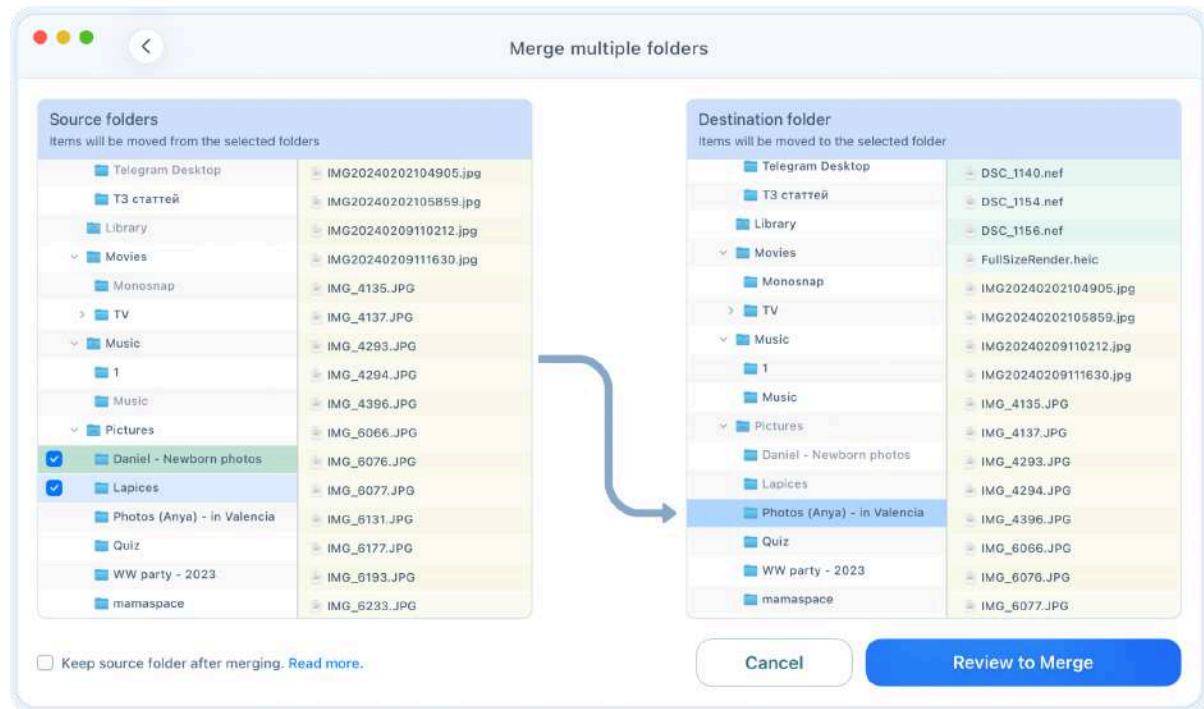 Merge multiple folders
Source folders
Items will be moved from the selected folders
Telegram Desktop
ТЗ статтей
Library
Movies
Monosnap
TV
Music
1
Music
Pictures
Daniel - Newborn photos
Lapices
Photos (Anya) - in Valencia
Quiz
WW party - 2023
mamaspace
IMG20240202104905.jpg
IMG20240202105859.jpg
IMG20240209110212.jpg
IMG20240209111630.jpg
IMG_4135.JPG
IMG_4137.JPG
IMG_4293.JPG
IMG_4294.JPG
IMG_4396.JPG
IMG_6066.JPG
IMG_6076.JPG
IMG_6077.JPG
IMG_6131.JPG
IMG_6177.JPG
IMG_6193.JPG
IMG_6233.JPG
Destination folder
Items will be moved to the selected folder
Telegram Desktop
ТЗ статтей
Library
Movies
Monosnap
TV
Music
1
Music
Pictures
Daniel - Newborn photos
Lapices
Photos (Anya) - in Valencia
Quiz
WW party - 2023
mamaspace
DSC_1140.nef
DSC_1154.nef
DSC_1156.nef
FullSizeRender.heic
IMG20240202104905.jpg
IMG20240202105859.jpg
IMG20240209110212.jpg
IMG20240209111630.jpg
IMG_4135.JPG
IMG_4137.JPG
IMG_4293.JPG
IMG_4294.JPG
IMG_4396.JPG
IMG_6066.JPG
IMG_6076.JPG
IMG_6077.JPG
Keep source folder after merging. Read more.
Cancel
Review to Merge